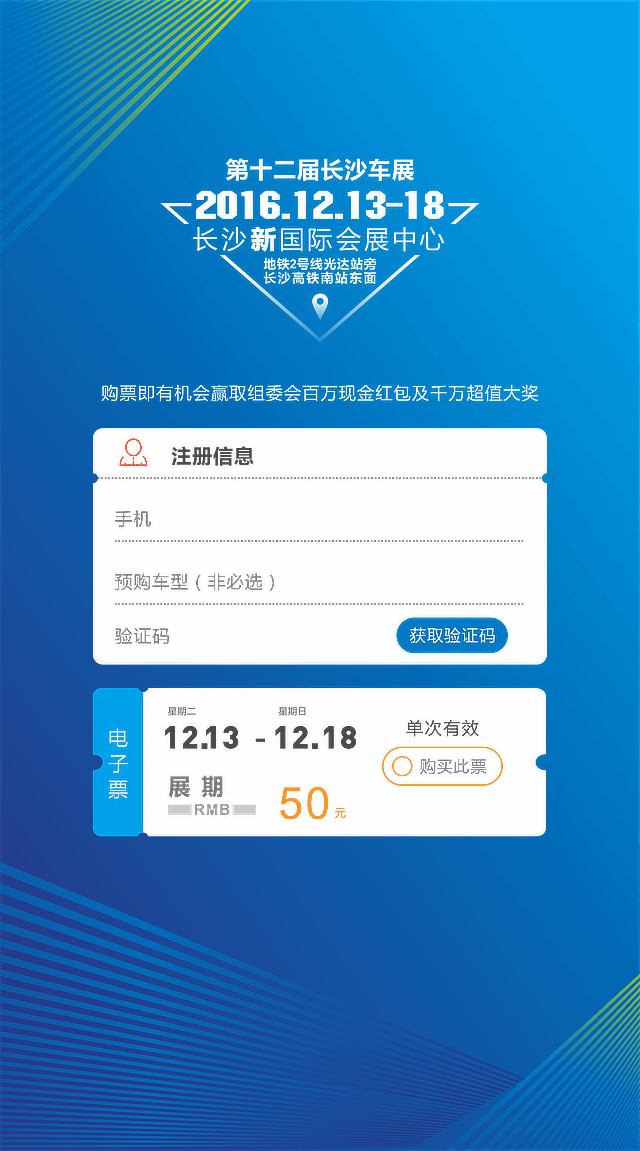 第十二届长沙车展
2016.12.13-18
长沙新国际会展中心
地铁2号线光达站旁
长沙高铁南站东面
购票即有机会赢取组委会百万现金红包及千万超值大奖
注册信息
手机
预购车型（非必选）
验证码 获取验证码
电子票
星期二 星期日
12.13 - 12.18
单次有效
购买此票
展 期
RMB 50 元